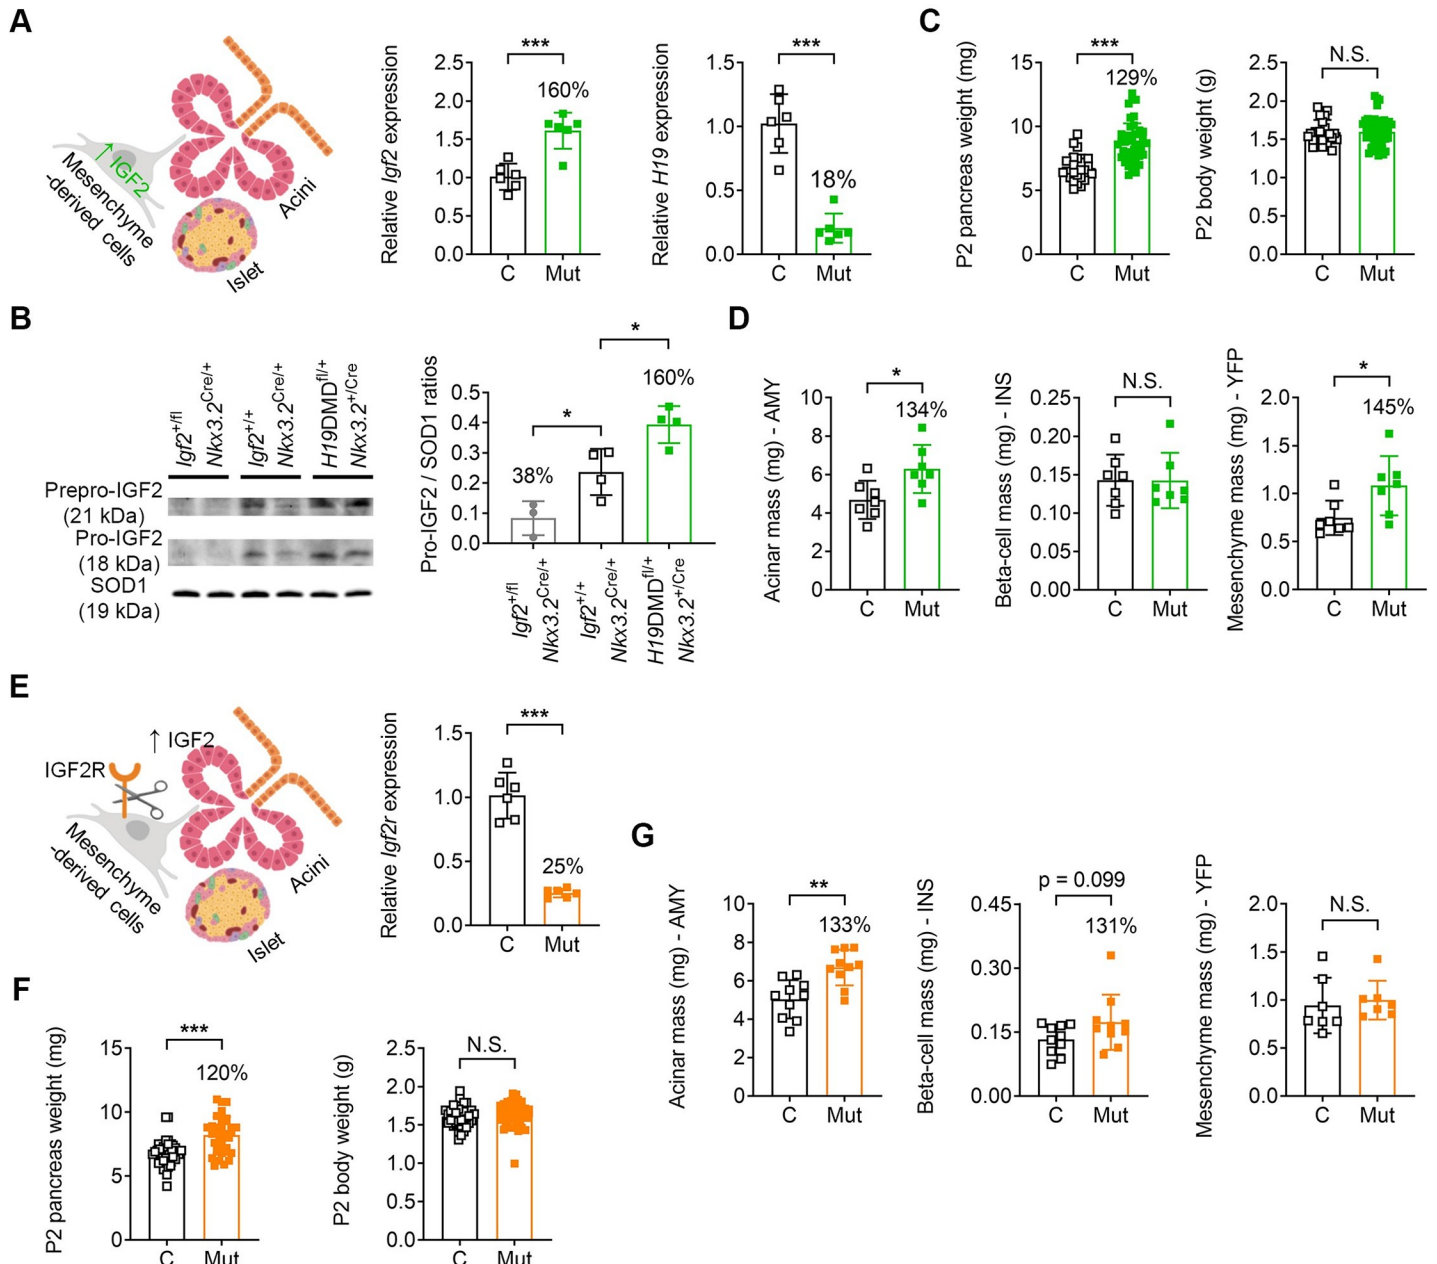 A
↑ IGF2
Mesenchyme
-derived cells
Acini
Islet
Relative Igf2 expression
2.5
2.0
1.5
1.0
0.5
0.0
***
160%
C
Mut
Relative H19 expression
1.5
1.0
0.5
0.0
***
18%
C
Mut
C
P2 pancreas weight (mg)
15
10
5
0
***
129%
C
Mut
P2 body weight (g)
2.5
2.0
1.5
1.0
0.5
0.0
N.S.
C
Mut
B
Igf2+/fl
Nkx3.2Cre/+
Igf2+/+
Nkx3.2Cre/+
H19DMDfl/+
Nkx3.2+/Cre
Prepro-IGF2
(21 kDa)
Pro-IGF2
(18 kDa)
SOD1
(19 kDa)
Pro-IGF2 / SOD1 ratios
0.5
0.4
0.3
0.2
0.1
0.0
*
*
38%
160%
Igf2+/fl
Nkx3.2Cre/+
Igf2+/+
Nkx3.2Cre/+
H19DMDfl/+
Nkx3.2+/Cre
D
Acinar mass (mg) - AMY
10
8
6
4
2
0
*
134%
C
Mut
Beta-cell mass (mg) - INS
0.25
0.20
0.15
0.10
0.05
0.00
N.S.
C
Mut
Mesenchyme mass (mg) - YFP
2.0
1.5
1.0
0.5
0.0
*
145%
C
Mut
E
↑ IGF2
IGF2R
Mesenchyme
-derived cells
Acini
Islet
Relative Igf2r expression
1.5
1.0
0.5
0.0
***
25%
C
Mut
F
P2 pancreas weight (mg)
15
10
5
0
***
120%
C
Mut
P2 body weight (g)
2.5
2.0
1.5
1.0
0.5
0.0
N.S.
C
Mut
G
Acinar mass (mg) - AMY
10
8
6
4
2
0
**
133%
C
Mut
Beta-cell mass (mg) - INS
0.45
0.30
0.15
0.00
p = 0.099
131%
C
Mut
Mesenchyme mass (mg) - YFP
2.0
1.5
1.0
0.5
0.0
N.S.
C
Mut